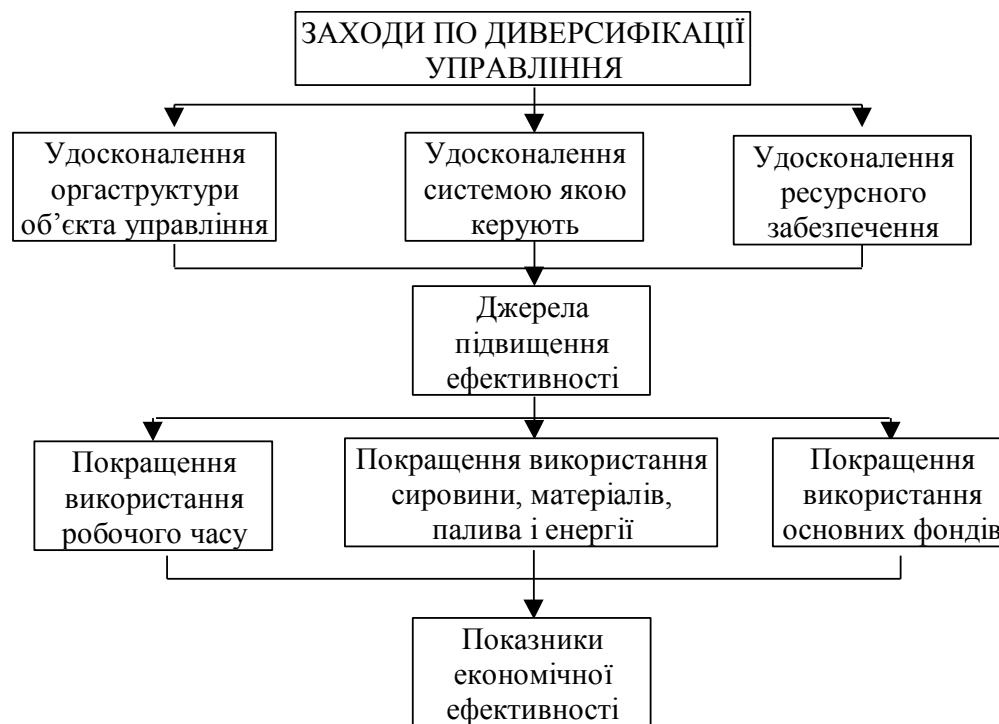 ЗАХОДИ ПО ДИВЕРСИФІКАЦІЇ
УПРАВЛІННЯ
Удосконалення
оргаструктури
об’єкта управління
Удосконалення
системою якою
керують
Удосконалення
ресурсного
забезпечення
Джерела
підвищення
ефективності
Покращення
використання
робочого часу
Покращення використання
сировини, матеріалів,
палива і енергії
Покращення
використання
основних фондів
Показники
економічної
ефективності